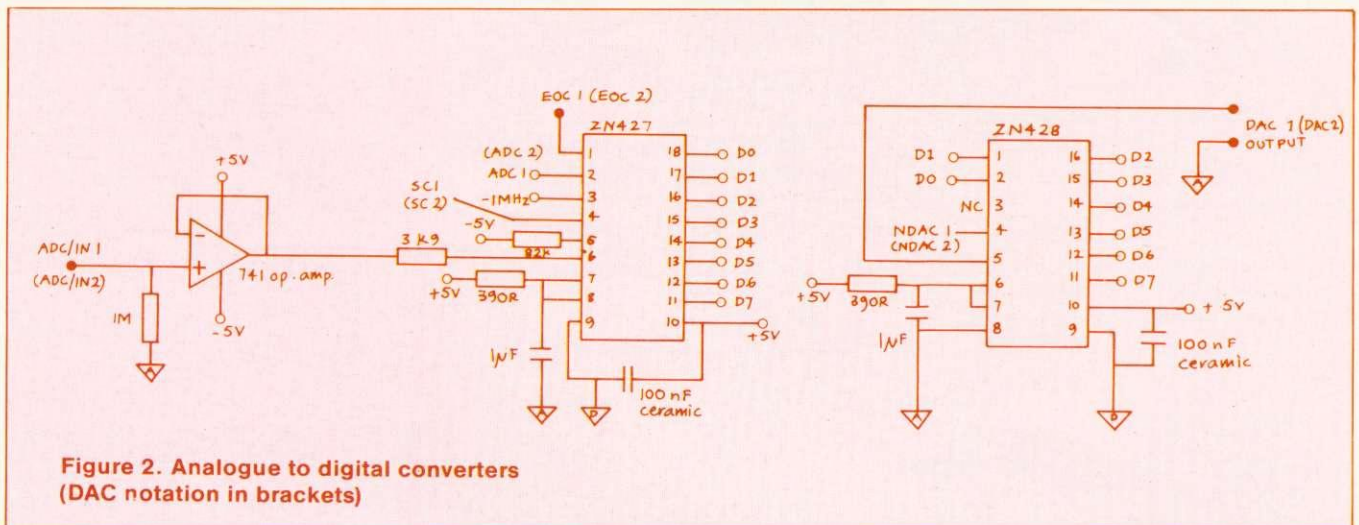 EOC 1 (EOC 2)
ZN427
(ADC 2)
ADC 1
-1MHz
SC1
(SC 2)
-5V
82K
3 k9
+5V
390R
1 2 3 4 5 6 7 8 9
18 17 16 15 14 13 12 11 10
D0
D1
D2
D3
D4
D5
D6
D7
+5V
1µF
100 nF
ceramic
A
D
+5V
-
+
741 op. amp.
-5V
ADC/IN 1
(ADC/IN2)
1M
A
ZN428
D1
D0
NC
NDAC 1
(NDAC 2)
1 2 3 4 5 6 7 8
16 15 14 13 12 11 10 9
D2
D3
D4
D5
D6
D7
+5V
390R
1µF
+ 5V
100 nF
ceramic
A
D
DAC 1 (DAC2)
OUTPUT
A
Figure 2. Analogue to digital converters
(DAC notation in brackets)